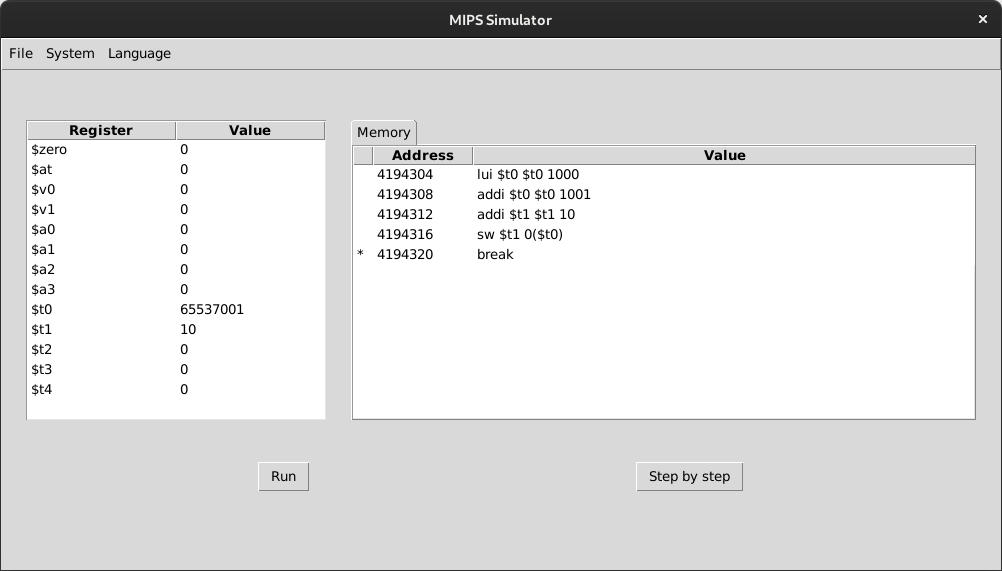 MIPS Simulator ×
File System Language
Register Value
$zero 0
$at 0
$v0 0
$v1 0
$a0 0
$a1 0
$a2 0
$a3 0
$t0 65537001
$t1 10
$t2 0
$t3 0
$t4 0
Memory
Address Value
4194304 lui $t0 $t0 1000
4194308 addi $t0 $t0 1001
4194312 addi $t1 $t1 10
4194316 sw $t1 0($t0)
* 4194320 break
Run
Step by step